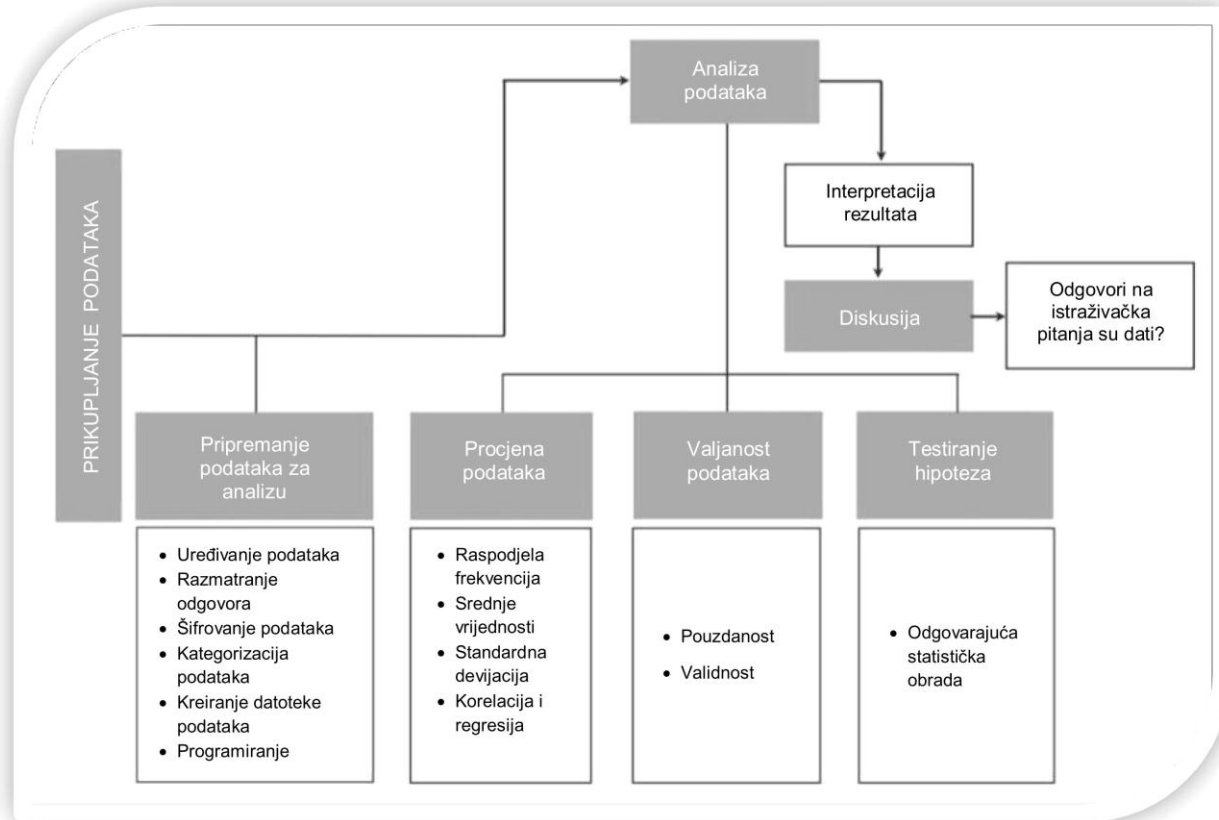 Analiza
podataka
Interpretacija
rezultata
Diskusija
Odgovori na
istraživačka
pitanja su dati?
PRIKUPLJANJE PODATAKA
Pripremanje
podataka za
analizu
• Uređivanje podataka
• Razmatranje
odgovora
• Šifrovanje podataka
• Kategorizacija
podataka
• Kreiranje datoteke
podataka
• Programiranje
Procjena
podataka
• Raspodjela
frekvencija
• Srednje
vrijednosti
• Standardna
devijacija
• Korelacija i
regresija
Valjanost
podataka
• Pouzdanost
• Validnost
Testiranje
hipoteza
• Odgovarajuća
statistička
obrada